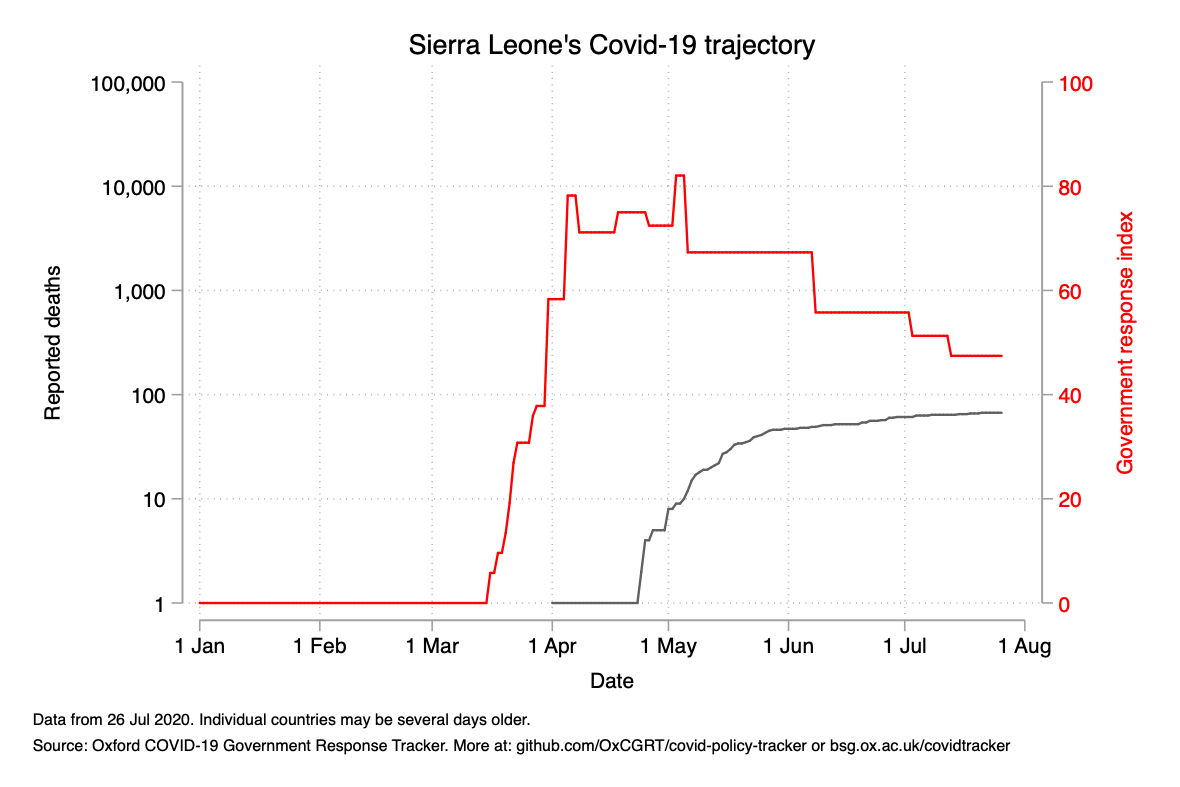 Sierra Leone's Covid-19 trajectory
100,000
10,000
1,000
100
10
1
Reported deaths
100
80
60
40
20
0
Government response index
1 Jan 1 Feb 1 Mar 1 Apr 1 May 1 Jun 1 Jul 1 Aug
Date
Data from 26 Jul 2020. Individual countries may be several days older.
Source: Oxford COVID-19 Government Response Tracker. More at: github.com/OxCGRT/covid-policy-tracker or bsg.ox.ac.uk/covidtracker